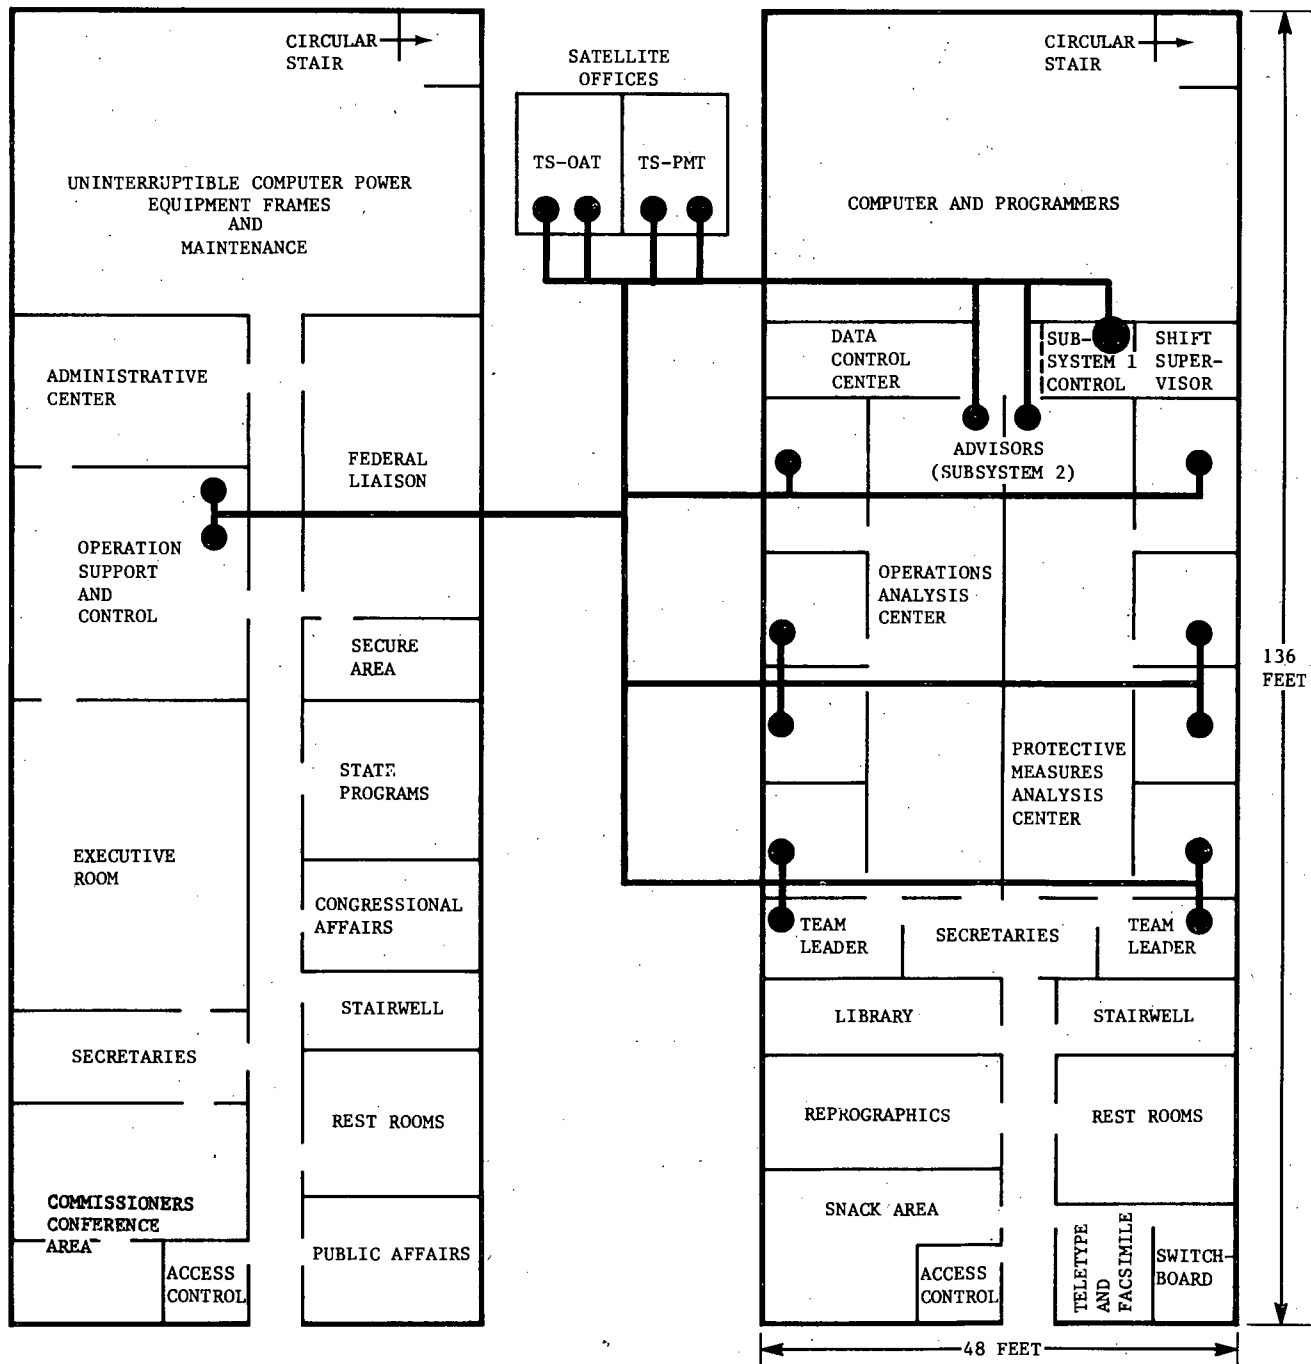 CIRCULAR
STAIR
UNINTERRUPTIBLE COMPUTER POWER
EQUIPMENT FRAMES
AND
MAINTENANCE
ADMINISTRATIVE
CENTER
FEDERAL
LIAISON
OPERATION
SUPPORT
AND
CONTROL
SECURE
AREA
STATE
PROGRAMS
EXECUTIVE
ROOM
CONGRESSIONAL
AFFAIRS
STAIRWELL
SECRETARIES
REST ROOMS
COMMISSIONERS
CONFERENCE
AREA
PUBLIC AFFAIRS
ACCESS
CONTROL
SATELLITE
OFFICES
TS-OAT
TS-PMT
CIRCULAR
STAIR
COMPUTER AND PROGRAMMERS
DATA
CONTROL
CENTER
SUB-
SYSTEM 1
CONTROL
SHIFT
SUPER-
VISOR
ADVISORS
(SUBSYSTEM 2)
OPERATIONS
ANALYSIS
CENTER
PROTECTIVE
MEASURES
ANALYSIS
CENTER
TEAM
LEADER
SECRETARIES
TEAM
LEADER
LIBRARY
STAIRWELL
REPROGRAPHICS
REST ROOMS
SNACK AREA
ACCESS
CONTROL
TELETYPE
AND
FACSIMILE
SWITCH-
BOARD
136
FEET
48 FEET